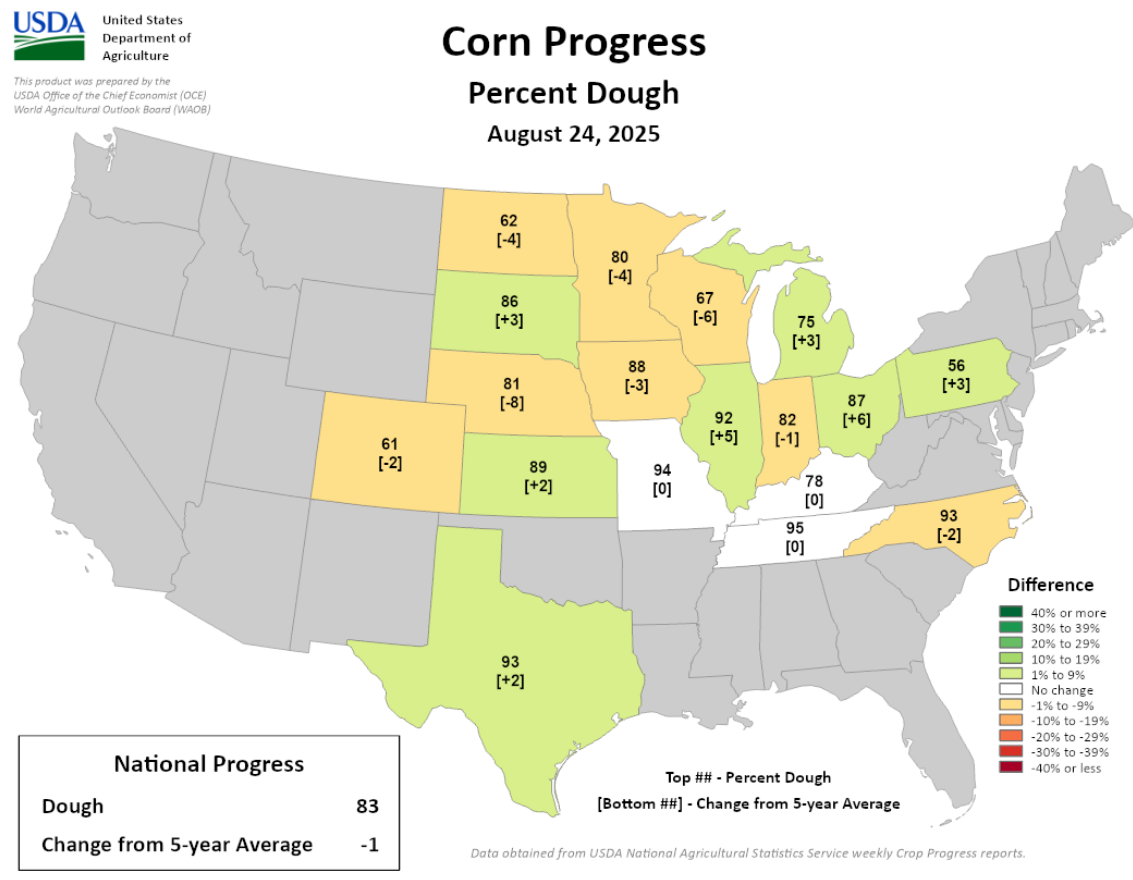 USDA
United States
Department of
Agriculture
This product was prepared by the
USDA Office of the Chief Economist (OCE)
World Agricultural Outlook Board (WAOB)
Corn Progress
Percent Dough
August 24, 2025
62
[-4]
80
[-4]
86
[+3]
67
[-6]
75
[+3]
81
[-8]
88
[-3]
56
[+3]
92
[+5]
82
[-1]
87
[+6]
61
[-2]
89
[+2]
94
[0]
78
[0]
95
[0]
93
[-2]
93
[+2]
Difference
40% or more
30% to 39%
20% to 29%
10% to 19%
1% to 9%
No change
-1% to -9%
-10% to -19%
-20% to -29%
-30% to -39%
-40% or less
National Progress
Dough 83
Change from 5-year Average -1
Top ## - Percent Dough
[Bottom ##] - Change from 5-year Average
Data obtained from USDA National Agricultural Statistics Service weekly Crop Progress reports.